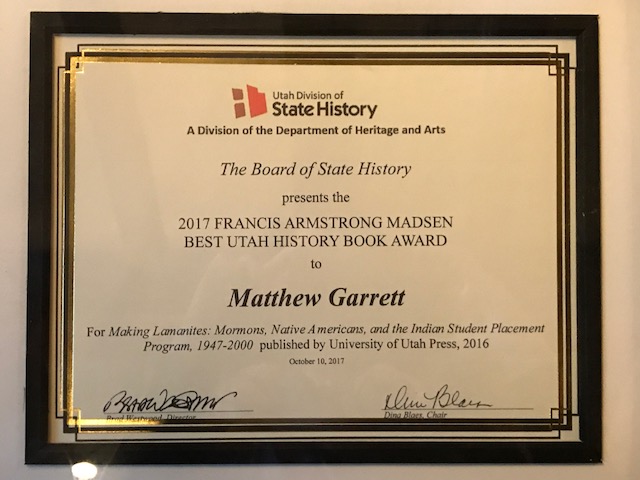 Utah Division of
State History
A Division of the Department of Heritage and Arts
The Board of State History
presents the
2017 FRANCIS ARMSTRONG MADSEN
BEST UTAH HISTORY BOOK AWARD
to
Matthew Garrett
For Making Lamanites: Mormons, Native Americans, and the Indian Student Placement
Program, 1947-2000 published by University of Utah Press, 2016
October 10, 2017
Brad Westwood, Director
Dina Blaes, Chair